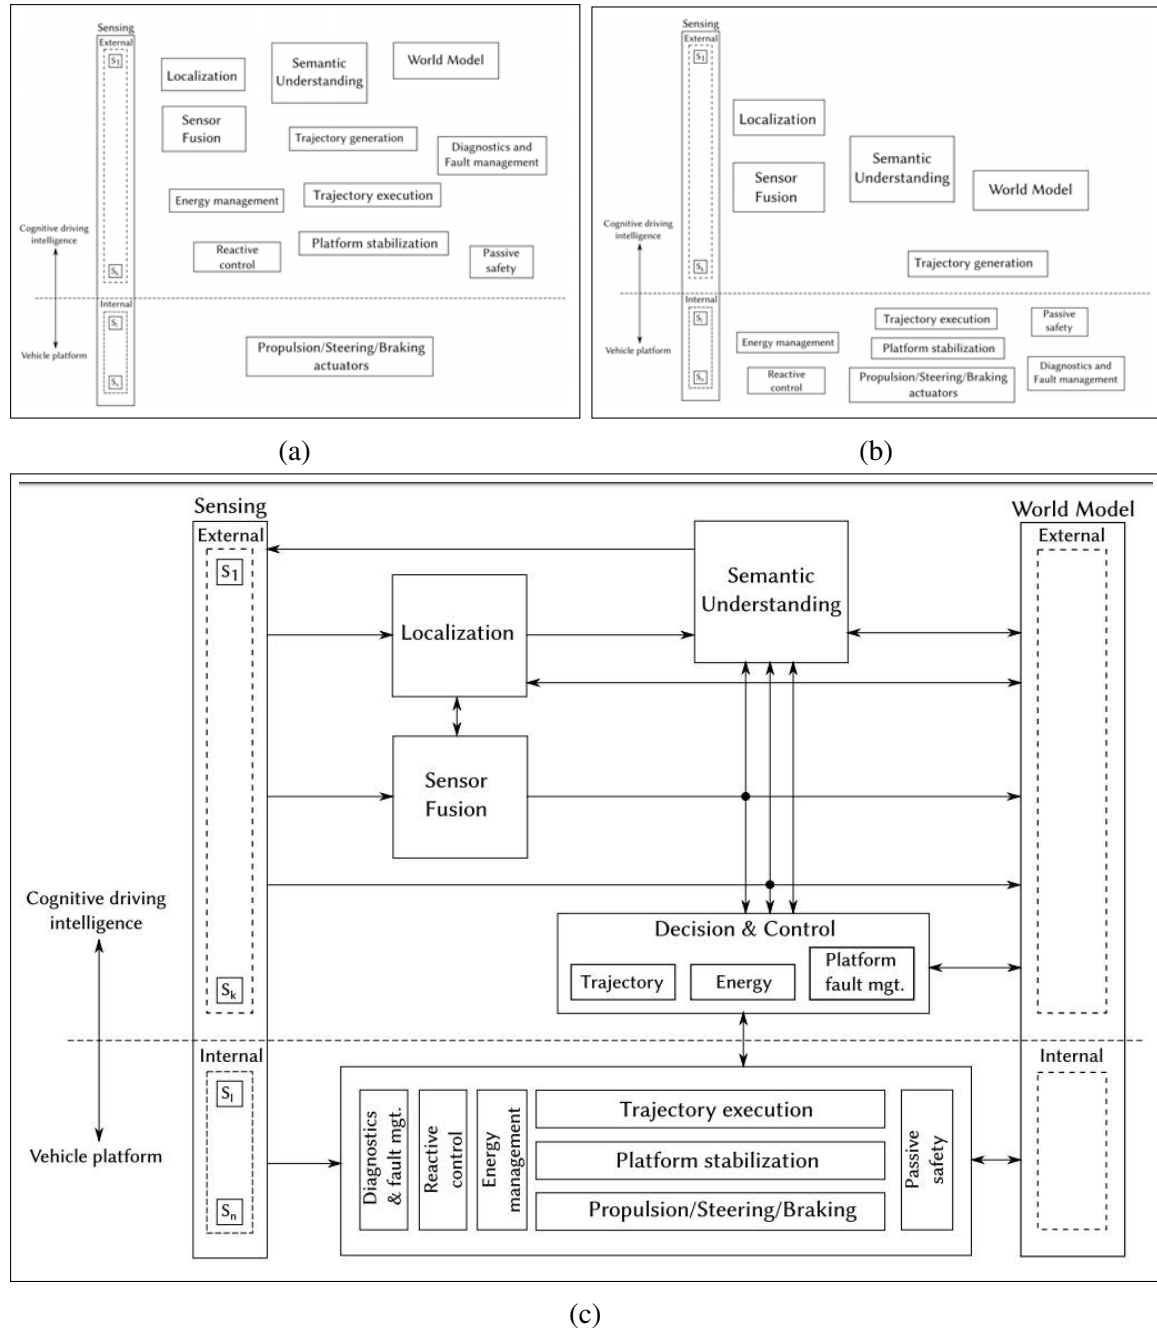 Sensing
External
S1
Localization
Semantic
Understanding
World Model
Sensor
Fusion
Trajectory generation
Diagnostics and
Fault management
Energy management
Trajectory execution
Cognitive driving
intelligence
Reactive
control
Platform stabilization
Passive
safety
Sk
Internal
Sl
Vehicle platform
Propulsion/Steering/Braking
actuators
Sn
(a)
Sensing
External
S1
Localization
Semantic
Understanding
Sensor
Fusion
World Model
Cognitive driving
intelligence
Trajectory generation
Sk
Internal
Sl
Trajectory execution
Passive
safety
Energy management
Vehicle platform
Platform stabilization
Reactive
control
Sn
Propulsion/Steering/Braking
actuators
Diagnostics and
Fault management
(b)
Sensing
External
S1
World Model
External
Semantic
Understanding
Localization
Sensor
Fusion
Cognitive driving
intelligence
Decision & Control
Trajectory
Energy
Platform
fault mgt.
Sk
Internal
Sl
Internal
Vehicle platform
Diagnostics
& fault mgt.
Reactive
control
Energy
management
Trajectory execution
Platform stabilization
Propulsion/Steering/Braking
Passive
safety
Sn
(c)